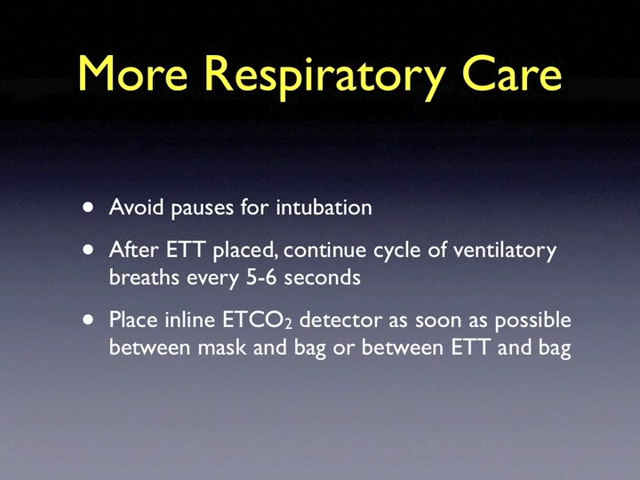 More Respiratory Care
• Avoid pauses for intubation
• After ETT placed, continue cycle of ventilatory
breaths every 5-6 seconds
• Place inline ETCO₂ detector as soon as possible
between mask and bag or between ETT and bag